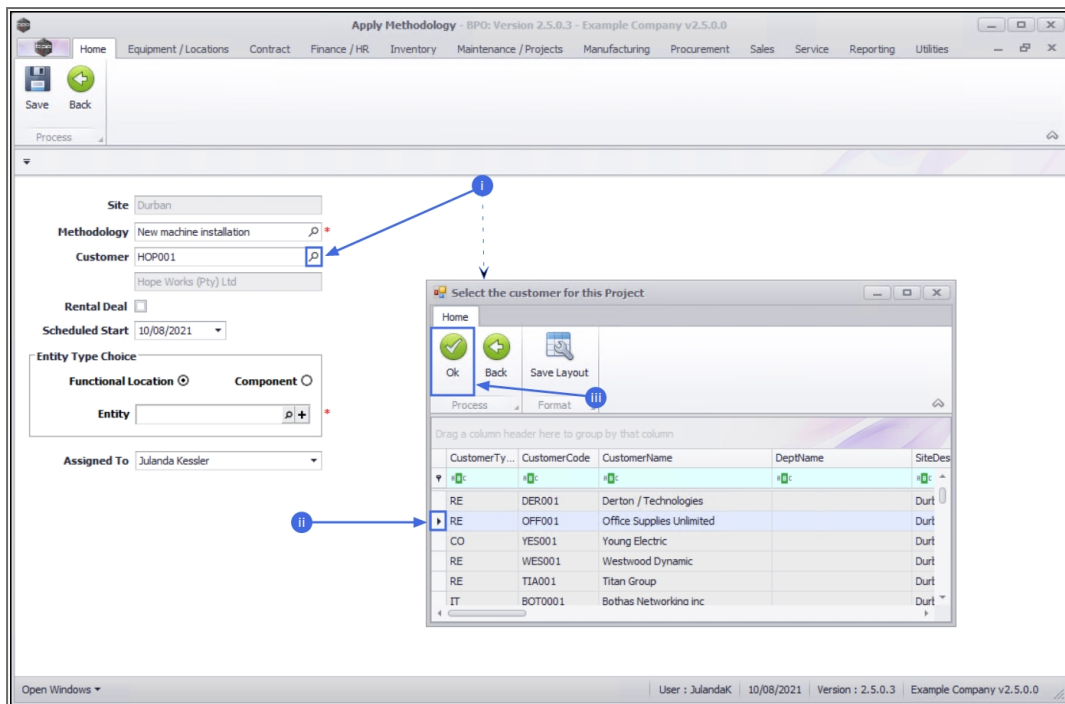 Apply Methodology - BPO: Version 2.5.0.3 - Example Company v2.5.0.0
Home Equipment / Locations Contract Finance / HR Inventory Maintenance / Projects Manufacturing Procurement Sales Service Reporting Utilities
Save Back
Process
i
Site Durban
Methodology New machine installation *
Customer HOP001
Hope Works (Pty) Ltd
Rental Deal
Scheduled Start 10/08/2021
Entity Type Choice
Functional Location Component
Entity + *
Assigned To Julanda Kessler
Select the customer for this Project
Home
Ok Back Save Layout
iii
Process Format
Drag a column header here to group by that column
CustomerTy... CustomerCode CustomerName DeptName SiteDes
RE DER001 Derton / Technologies Durb
ii
RE OFF001 Office Supplies Unlimited Durb
CO YES001 Young Electric Durb
RE WES001 Westwood Dynamic Durb
RE TIA001 Titan Group Durb
IT BOT0001 Bothas Networking inc Durb
Open Windows User : JulandaK 10/08/2021 Version : 2.5.0.3 Example Company v2.5.0.0